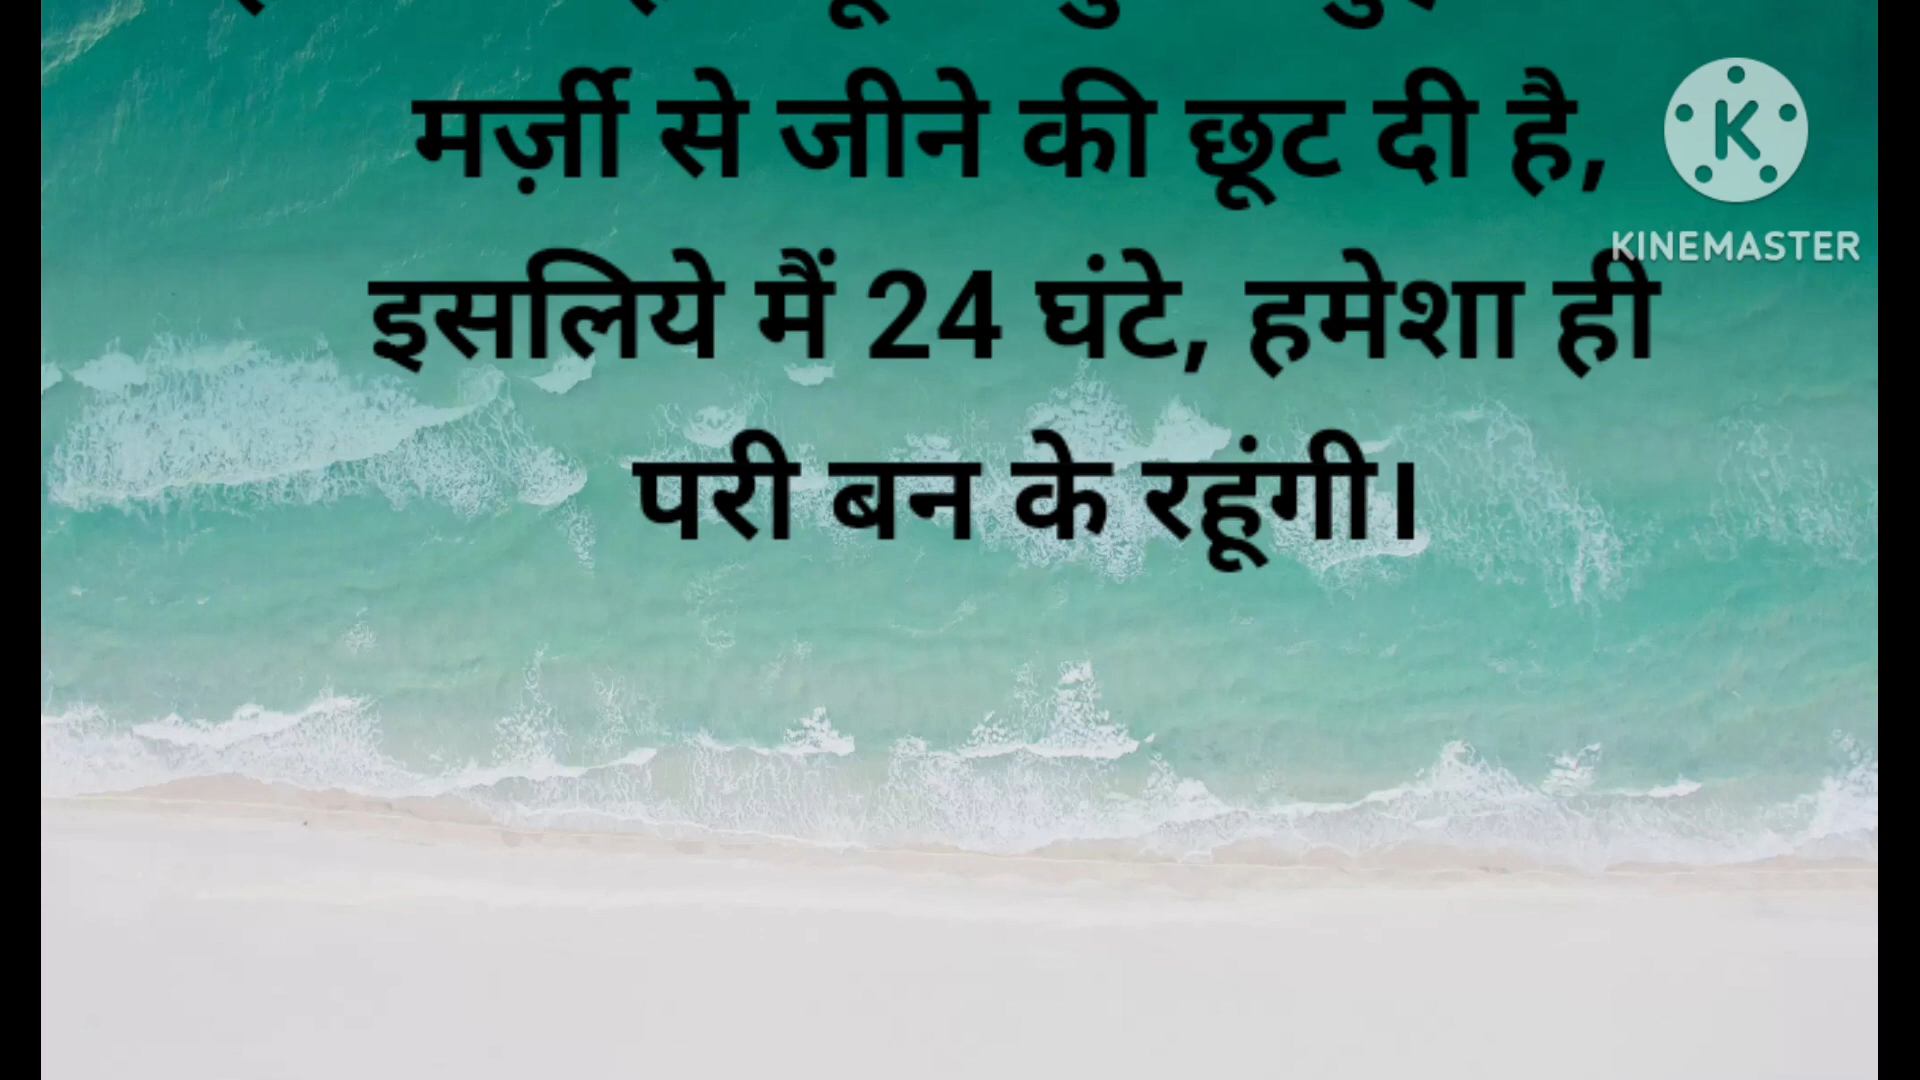 मर्ज़ी से जीने की छूट दी है,
इसलिये मैं 24 घंटे, हमेशा ही
परी बन के रहूंगी।
K
KINEMASTER